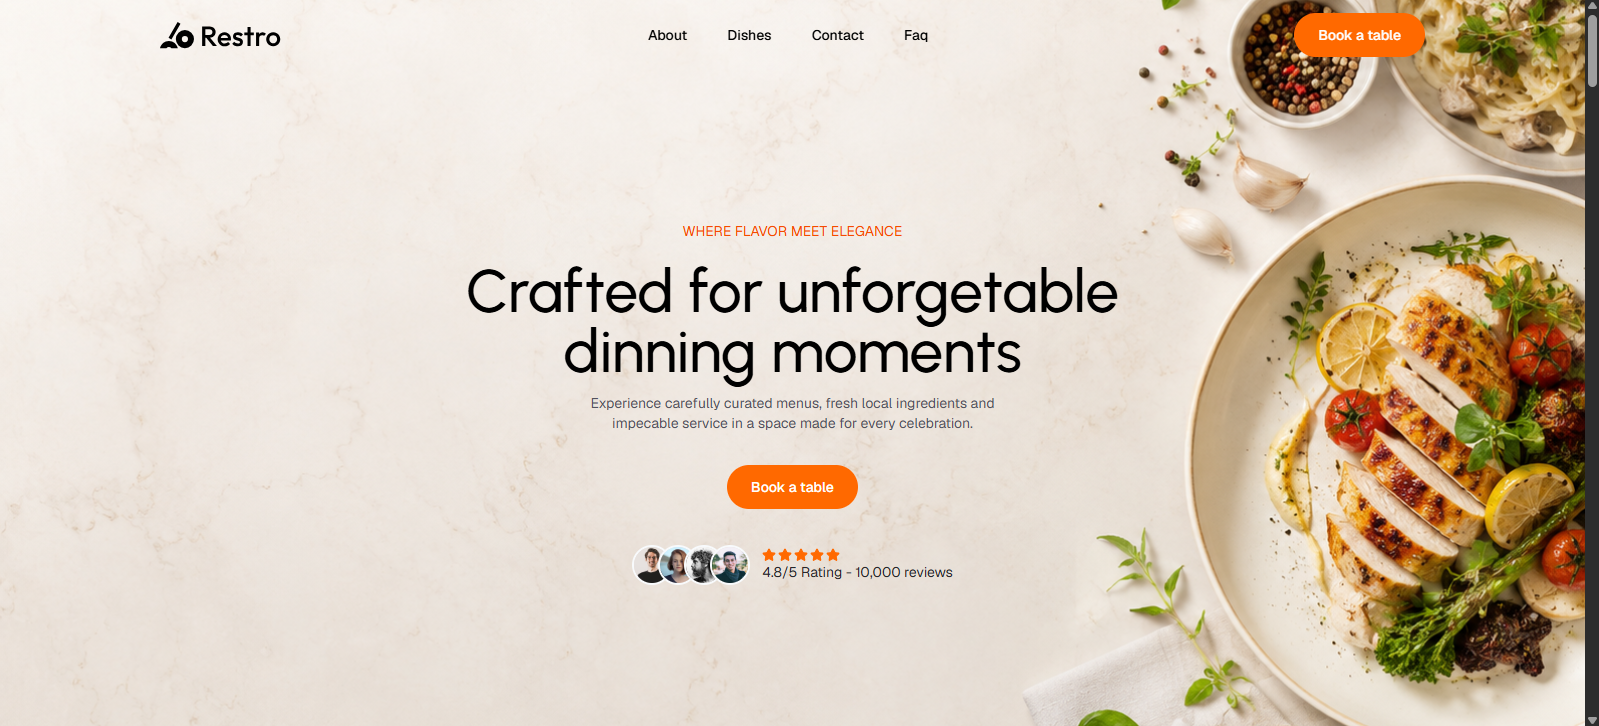 Restro
About
Dishes
Contact
Faq
Book a table
WHERE FLAVOR MEET ELEGANCE
Crafted for unforgetable
dinning moments
Experience carefully curated menus, fresh local ingredients and
impecable service in a space made for every celebration.
Book a table
4.8/5 Rating - 10,000 reviews